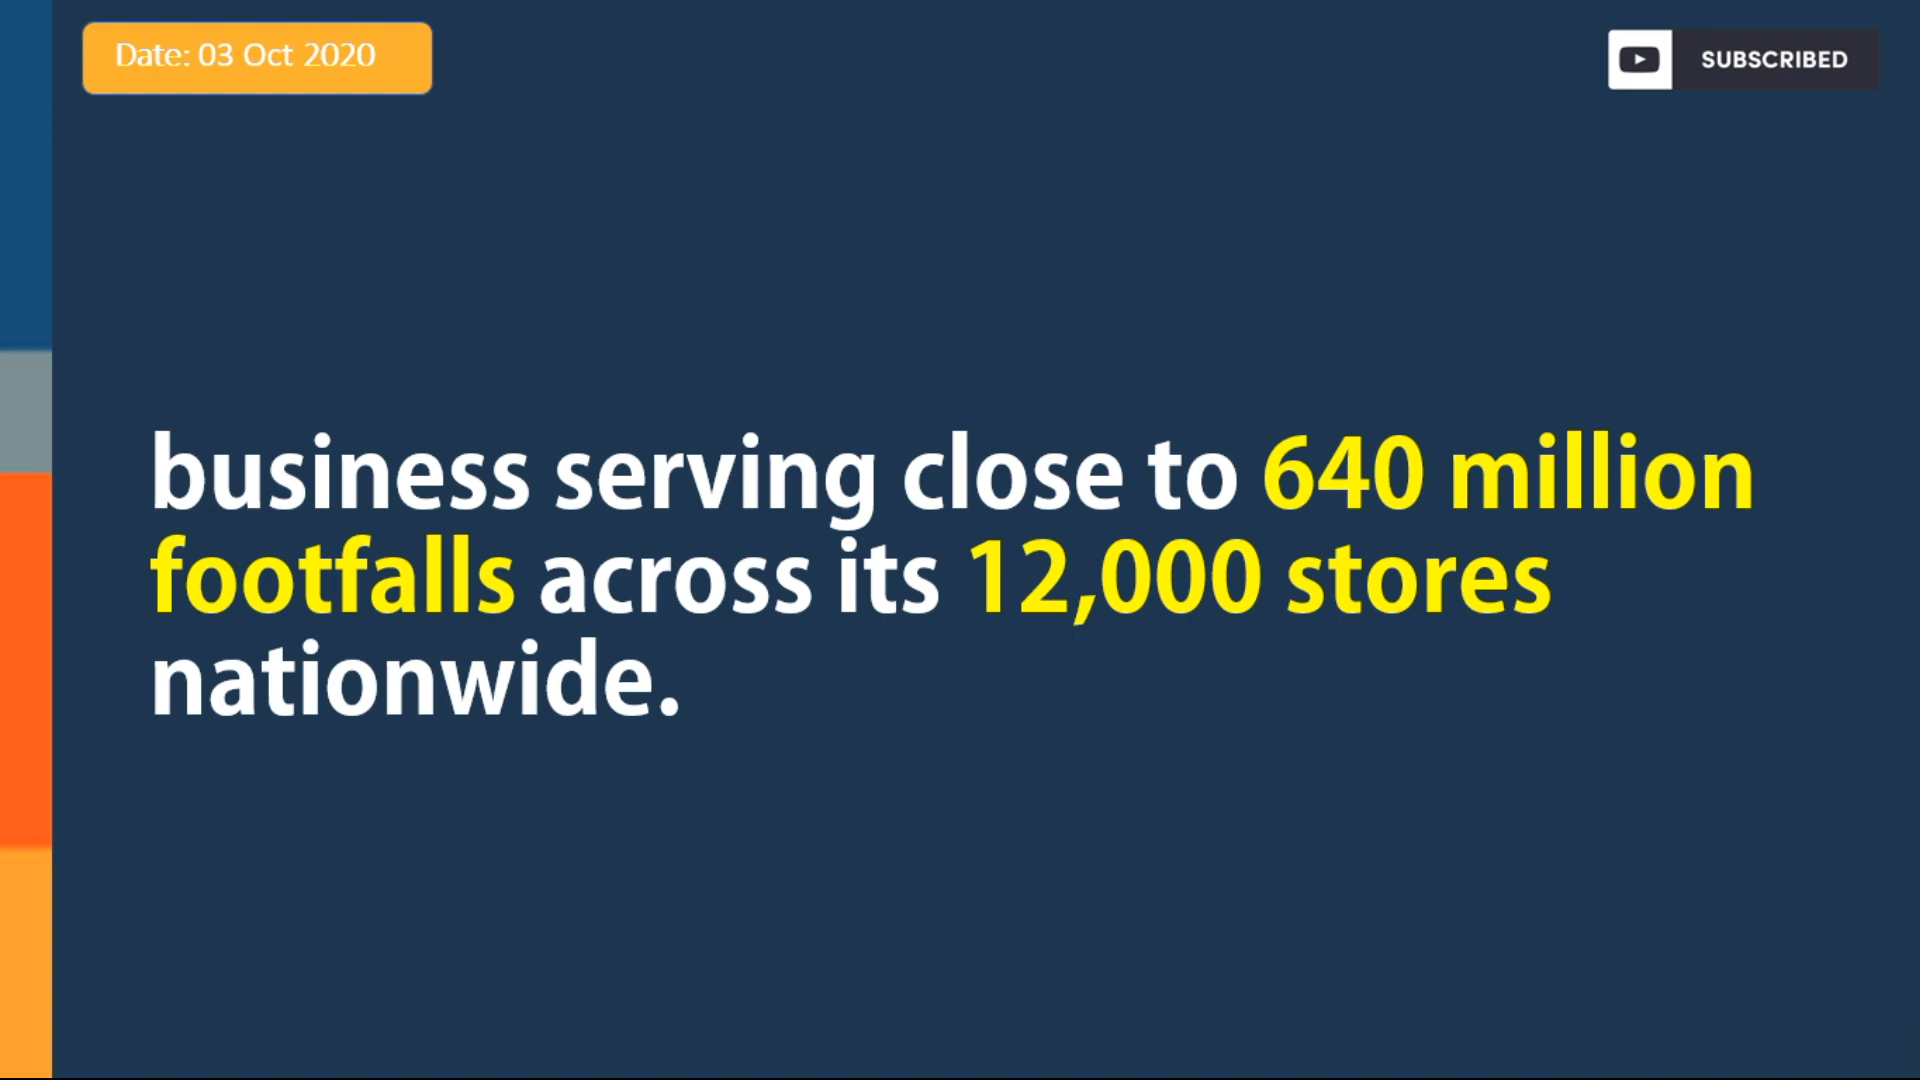 Date: 03 Oct 2020
SUBSCRIBED
business serving close to 640 million
footfalls across its 12,000 stores
nationwide.